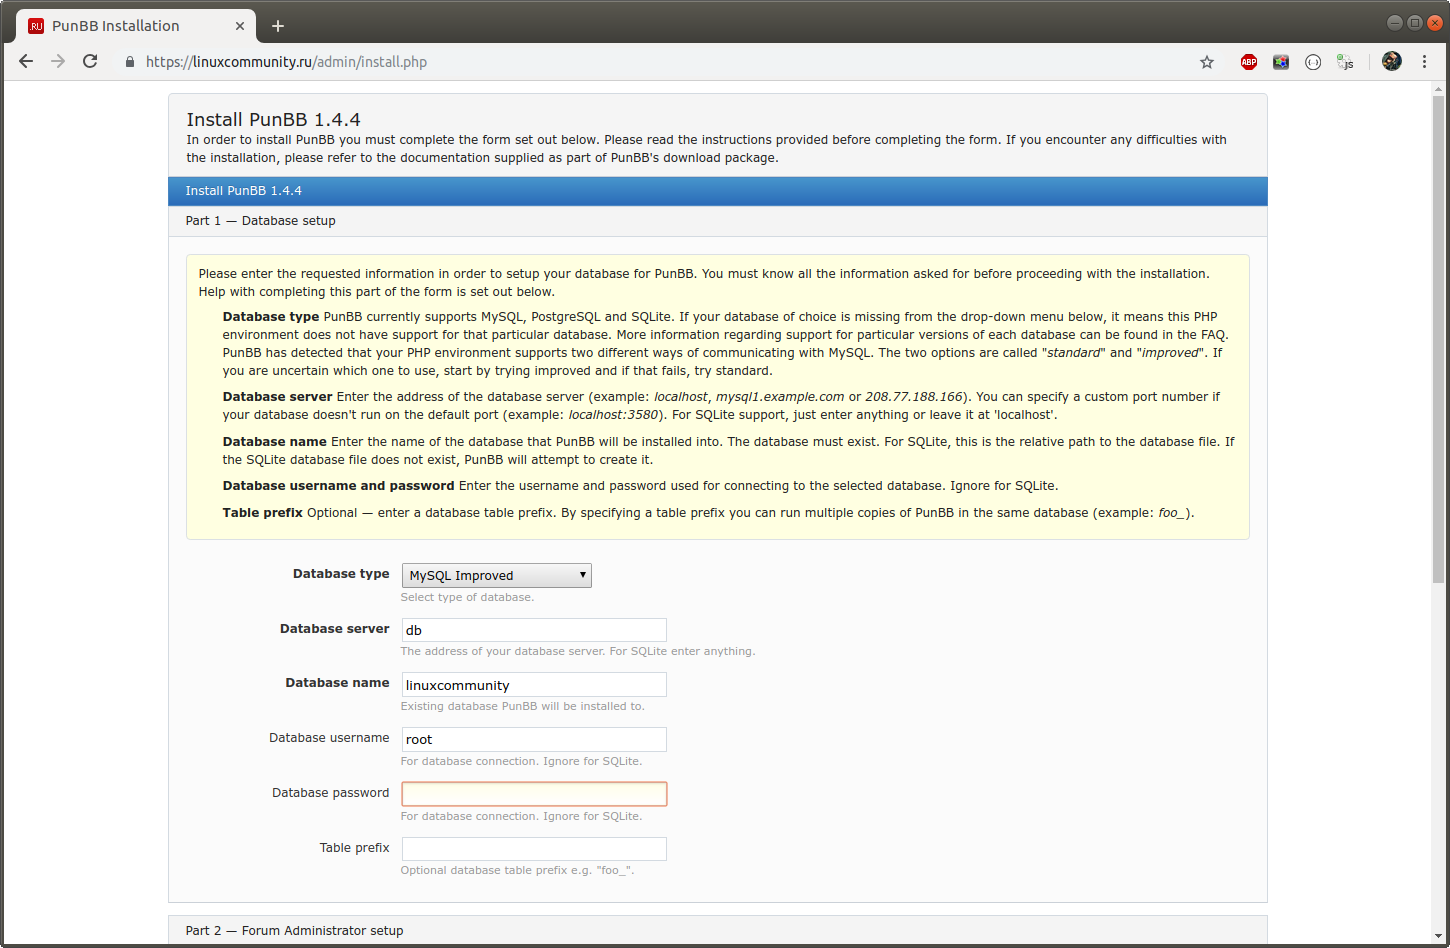 .RU PunBB Installation
https://linuxcommunity.ru/admin/install.php
ABP
JS
Install PunBB 1.4.4
In order to install PunBB you must complete the form set out below. Please read the instructions provided before completing the form. If you encounter any difficulties with
the installation, please refer to the documentation supplied as part of PunBB's download package.
Install PunBB 1.4.4
Part 1 — Database setup
Please enter the requested information in order to setup your database for PunBB. You must know all the information asked for before proceeding with the installation.
Help with completing this part of the form is set out below.
Database type PunBB currently supports MySQL, PostgreSQL and SQLite. If your database of choice is missing from the drop-down menu below, it means this PHP
environment does not have support for that particular database. More information regarding support for particular versions of each database can be found in the FAQ.
PunBB has detected that your PHP environment supports two different ways of communicating with MySQL. The two options are called "standard" and "improved". If
you are uncertain which one to use, start by trying improved and if that fails, try standard.
Database server Enter the address of the database server (example: localhost, mysql1.example.com or 208.77.188.166). You can specify a custom port number if
your database doesn't run on the default port (example: localhost:3580). For SQLite support, just enter anything or leave it at 'localhost'.
Database name Enter the name of the database that PunBB will be installed into. The database must exist. For SQLite, this is the relative path to the database file. If
the SQLite database file does not exist, PunBB will attempt to create it.
Database username and password Enter the username and password used for connecting to the selected database. Ignore for SQLite.
Table prefix Optional — enter a database table prefix. By specifying a table prefix you can run multiple copies of PunBB in the same database (example: foo_).
Database type MySQL Improved
Select type of database.
Database server db
The address of your database server. For SQLite enter anything.
Database name linuxcommunity
Existing database PunBB will be installed to.
Database username root
For database connection. Ignore for SQLite.
Database password
For database connection. Ignore for SQLite.
Table prefix
Optional database table prefix e.g. "foo_".
Part 2 — Forum Administrator setup